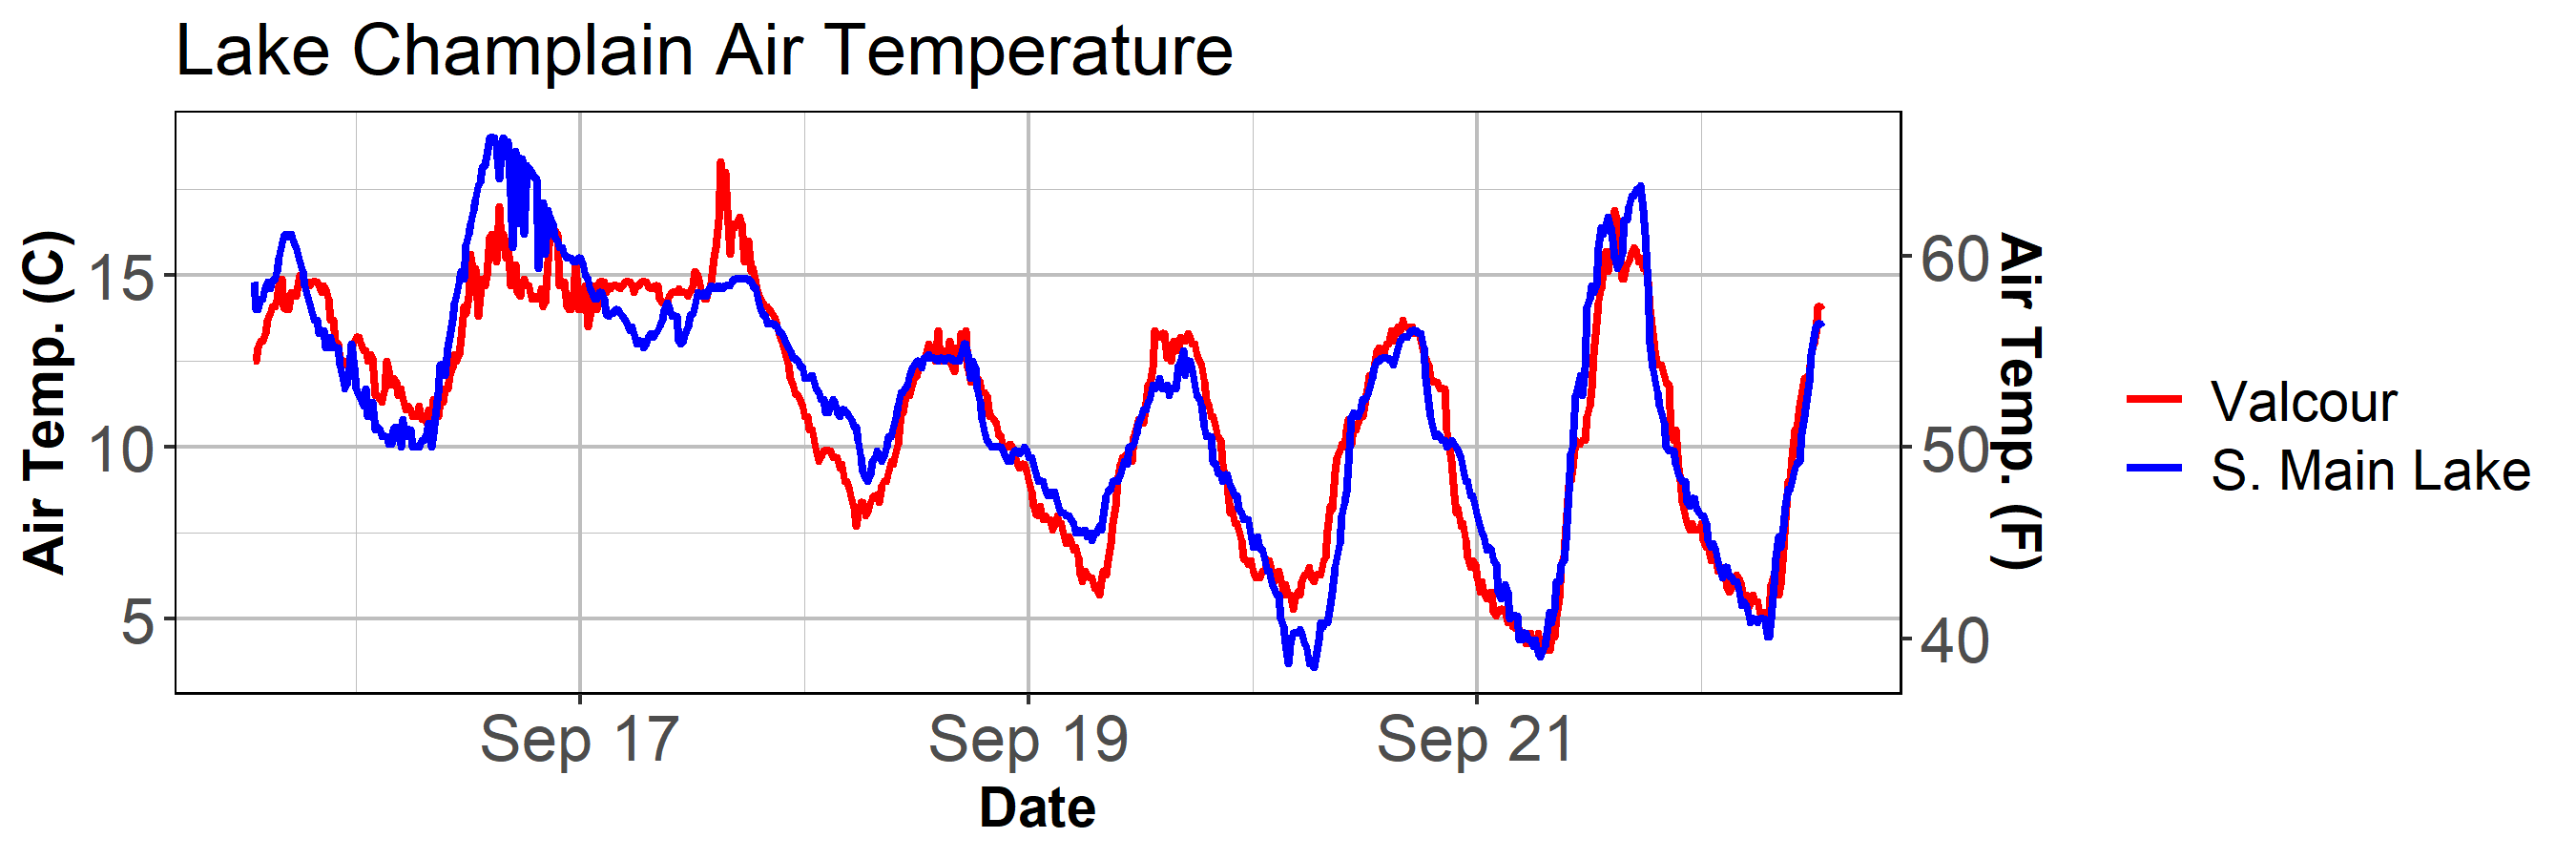 Lake Champlain Air Temperature
Air Temp. (C)
15
10
5
60
50
40
Air Temp. (F)
Sep 17
Sep 19
Sep 21
Date
Valcour
S. Main Lake